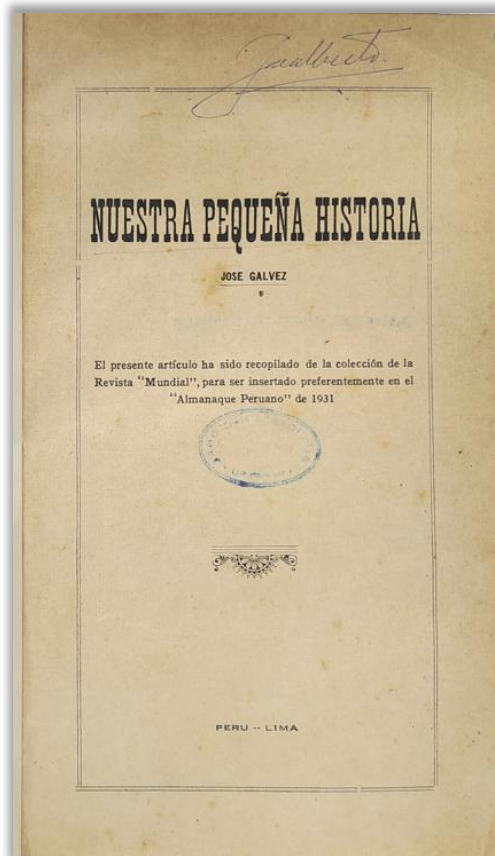 NUESTRA PEQUEÑA HISTORIA
JOSE GALVEZ
El presente artículo ha sido recopilado de la colección de la
Revista "Mundial", para ser insertado preferentemente en el
"Almanaque Peruano" de 1931
PERU -- LIMA